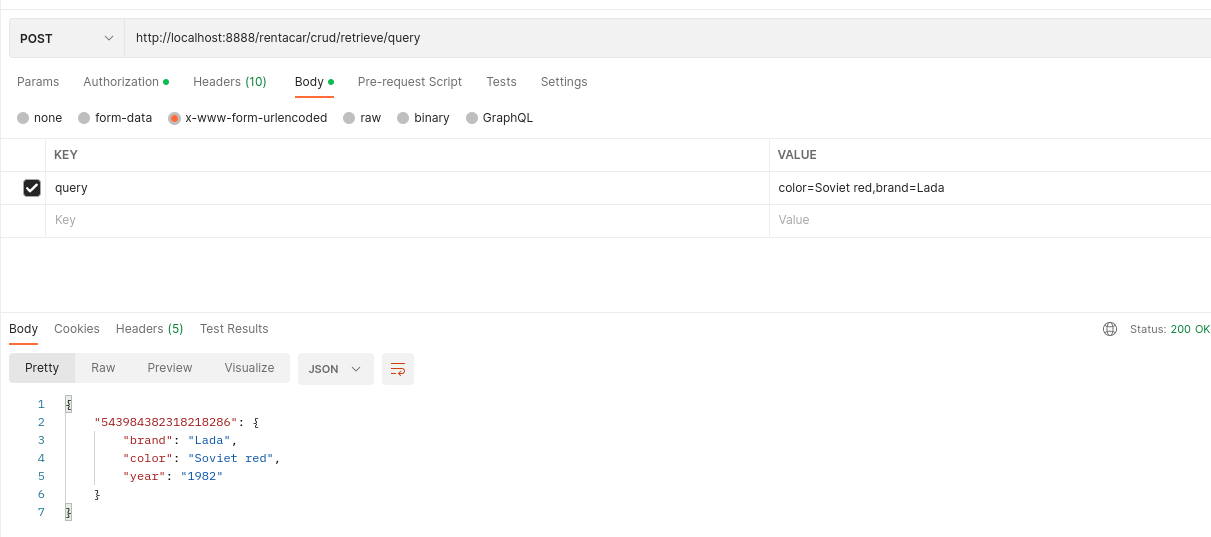 POST http://localhost:8888/rentacar/crud/retrieve/query
Params Authorization Headers (10) Body Pre-request Script Tests Settings
none form-data x-www-form-urlencoded raw binary GraphQL
KEY VALUE
query color=Soviet red,brand=Lada
Key Value
Body Cookies Headers (5) Test Results Status: 200 OK
Pretty Raw Preview Visualize JSON
1 {
2 "543984382318218286": {
3 "brand": "Lada",
4 "color": "Soviet red",
5 "year": "1982"
6 }
7 }